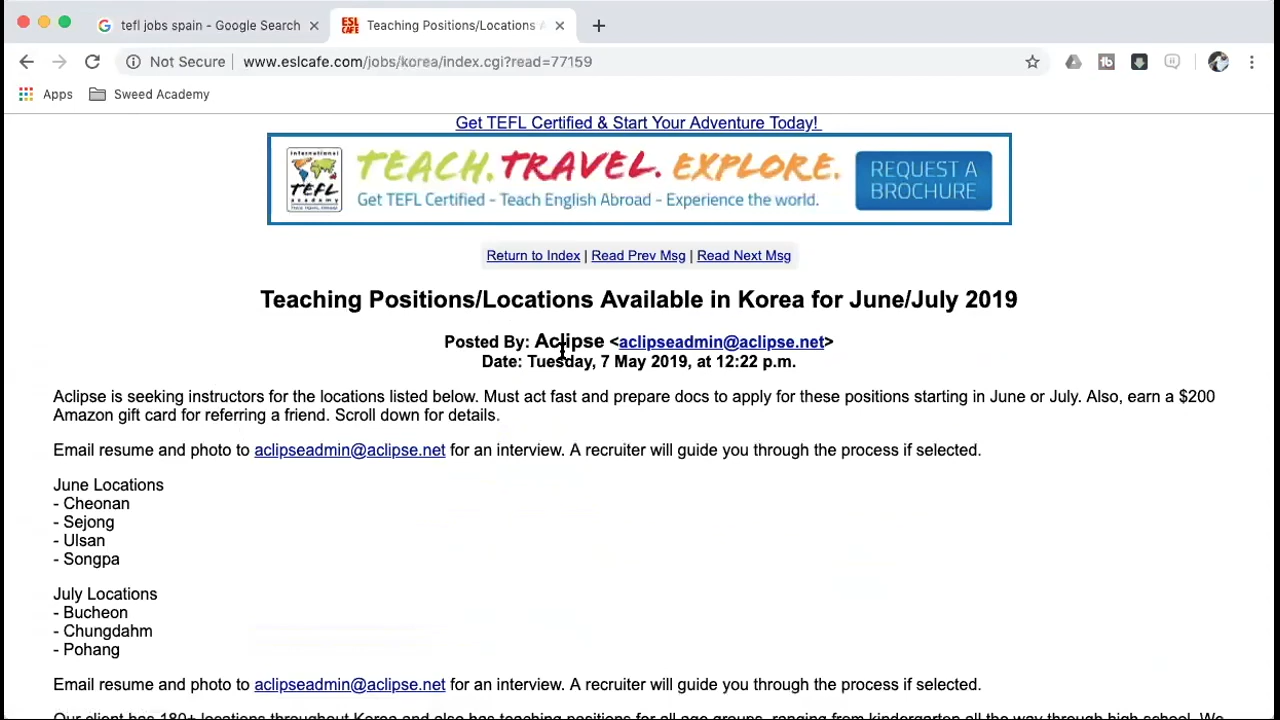 tefl jobs spain - Google Search
Teaching Positions/Locations A
Not Secure
www.eslcafe.com/jobs/korea/index.cgi?read=77159
Apps
Sweed Academy
Get TEFL Certified & Start Your Adventure Today!
International
TEFL
academy
TEACH. TRAVEL. EXPLORE.
Get TEFL Certified - Teach English Abroad - Experience the world.
REQUEST A
BROCHURE
Return to Index | Read Prev Msg | Read Next Msg
Teaching Positions/Locations Available in Korea for June/July 2019
Posted By: Aclipse <aclipseadmin@aclipse.net>
Date: Tuesday, 7 May 2019, at 12:22 p.m.
Aclipse is seeking instructors for the locations listed below. Must act fast and prepare docs to apply for these positions starting in June or July. Also, earn a $200
Amazon gift card for referring a friend. Scroll down for details.
Email resume and photo to aclipseadmin@aclipse.net for an interview. A recruiter will guide you through the process if selected.
June Locations
- Cheonan
- Sejong
- Ulsan
- Songpa
July Locations
- Bucheon
- Chungdahm
- Pohang
Email resume and photo to aclipseadmin@aclipse.net for an interview. A recruiter will guide you through the process if selected.
Our client has 180+ locations throughout Korea and also has teaching positions for all age groups, ranging from kindergarten all the way through high school. We